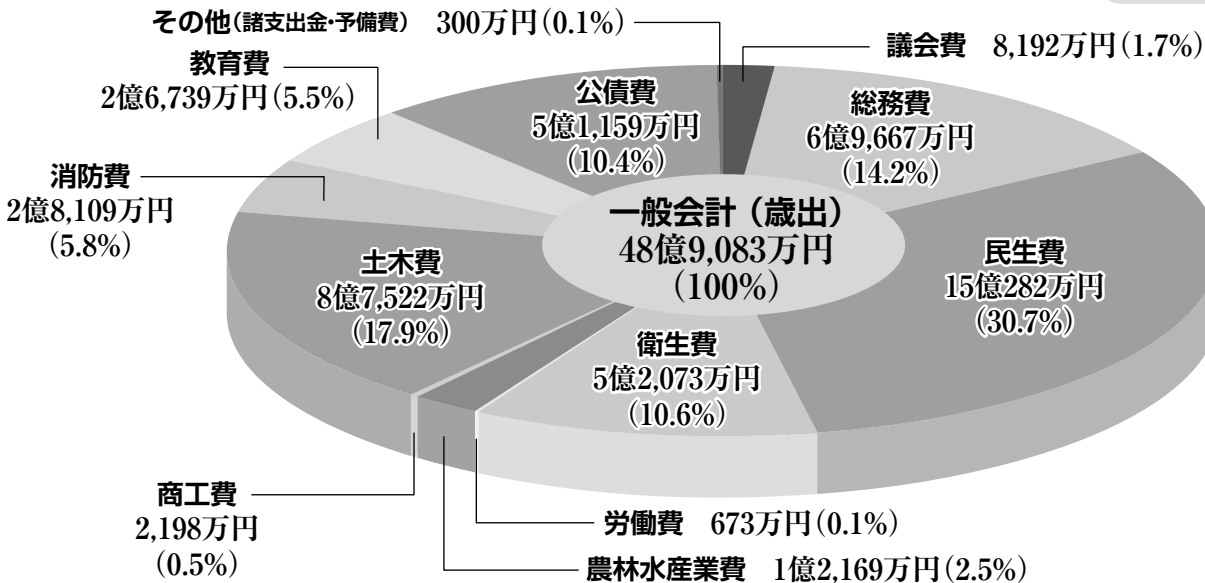 その他(諸支出金・予備費) 300万円(0.1%)
議会費 8,192万円(1.7%)
教育費
2億6,739万円(5.5%)
公債費
5億1,159万円
(10.4%)
総務費
6億9,667万円
(14.2%)
消防費
2億8,109万円
(5.8%)
一般会計(歳出)
48億9,083万円
(100%)
土木費
8億7,522万円
(17.9%)
民生費
15億282万円
(30.7%)
衛生費
5億2,073万円
(10.6%)
商工費
2,198万円
(0.5%)
労働費 673万円(0.1%)
農林水産業費 1億2,169万円(2.5%)